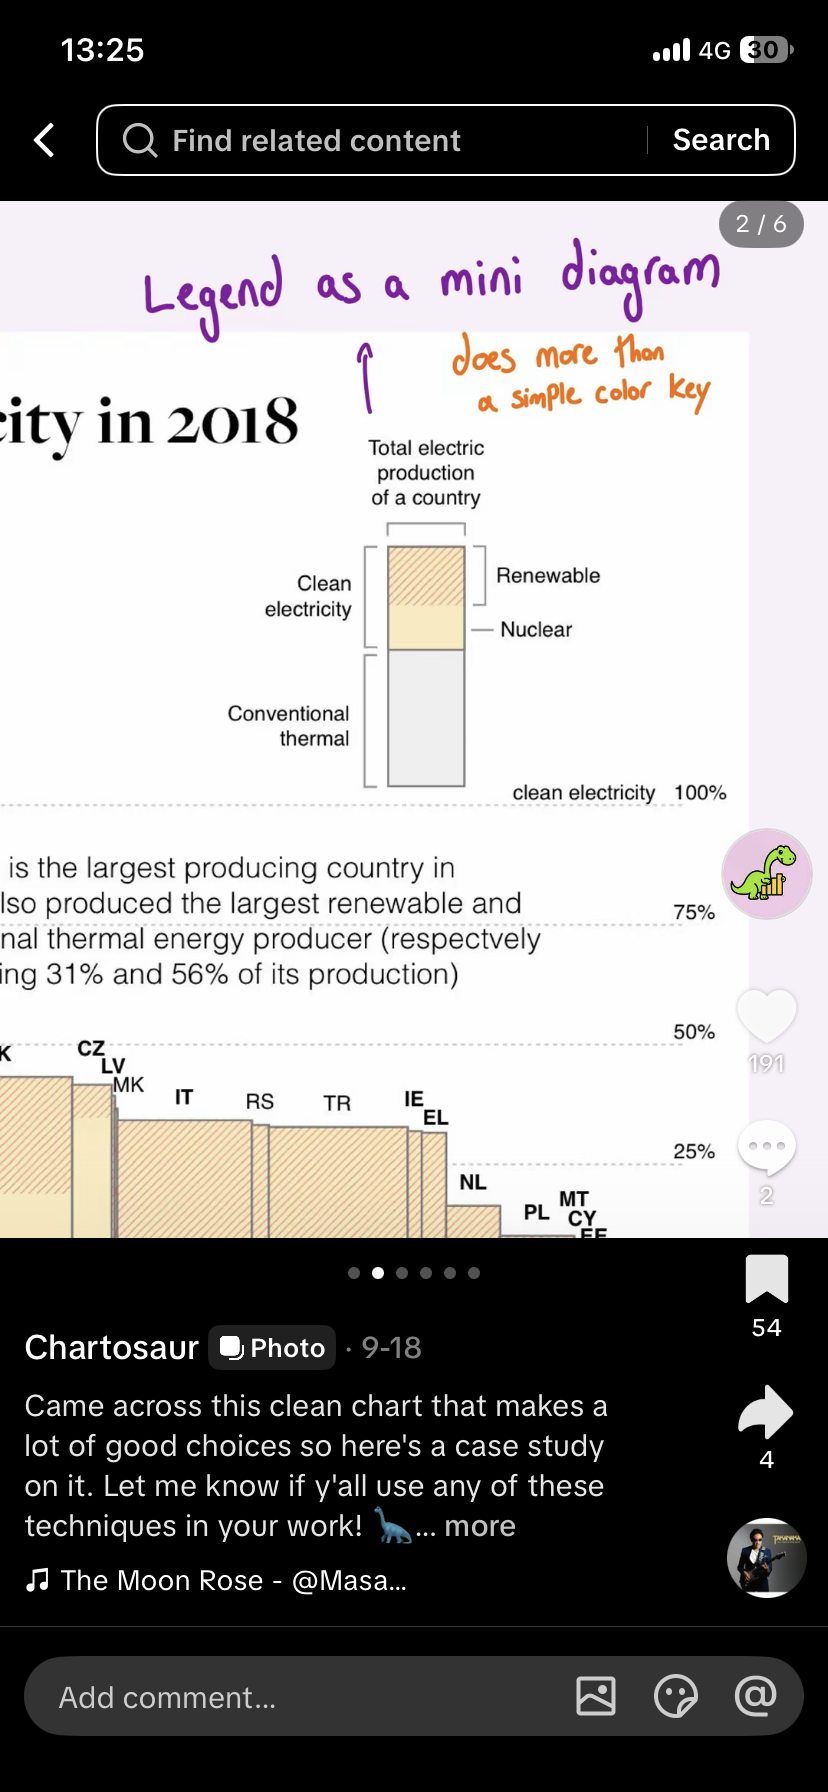 13:25
4G 30
Find related content
Search
2 / 6
Legend as a mini diagram
does more than
a simple color key
city in 2018
Total electric
production
of a country
Clean
electricity
Renewable
Nuclear
Conventional
thermal
clean electricity 100%
is the largest producing country in
lso produced the largest renewable and
75%
nal thermal energy producer (respectvely
ing 31% and 56% of its production)
50%
K
CZ
LV
MK
IT
RS
TR
IE
EL
25%
NL
PL
MT
CY
EE
191
2
54
4
Chartosaur Photo · 9-18
Came across this clean chart that makes a
lot of good choices so here's a case study
on it. Let me know if y'all use any of these
techniques in your work! 🦕... more
The Moon Rose - @Masa...
Add comment...